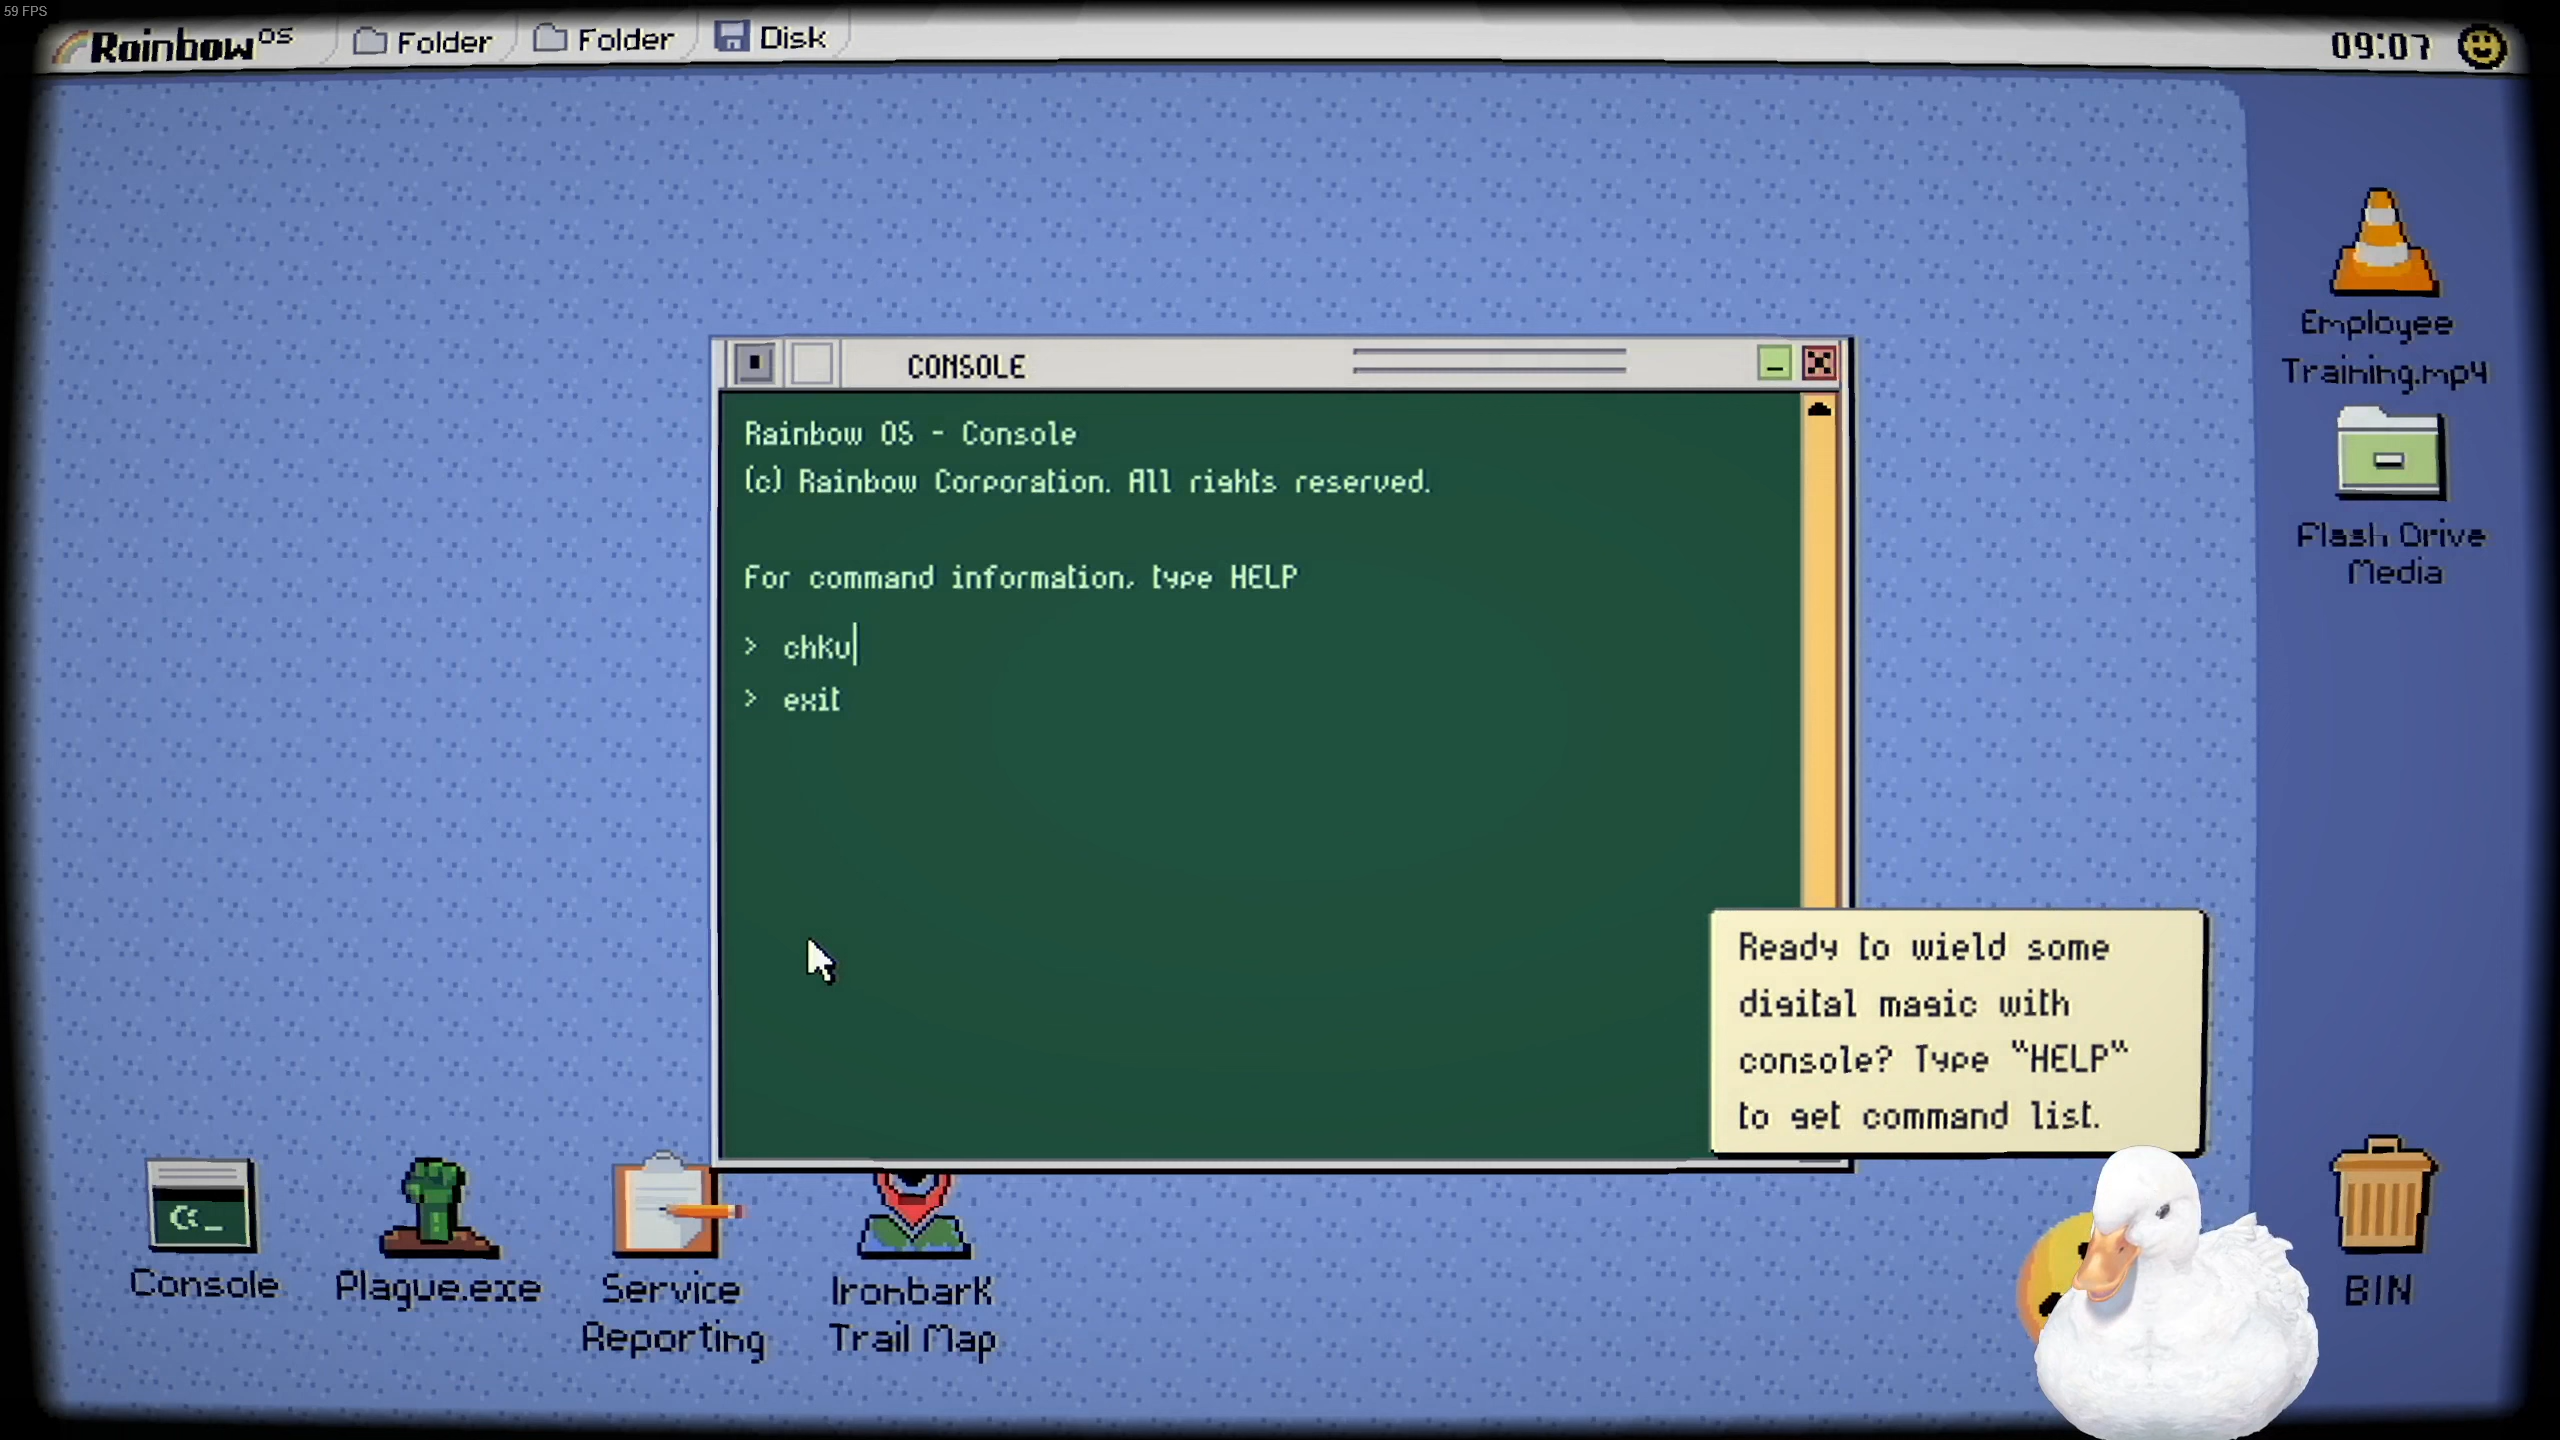 59 FPS
Rainbow OS
Folder
Folder
Disk
09:07
Employee
Training.mp4
Flash Drive
Media
CONSOLE
Rainbow OS - Console
(c) Rainbow Corporation. All rights reserved.
For command information, type HELP
> chku
> exit
Ready to wield some
digital magic with
console? Type "HELP"
to get command list.
Console
Plague.exe
Service
Reporting
Ironbark
Trail Map
BIN